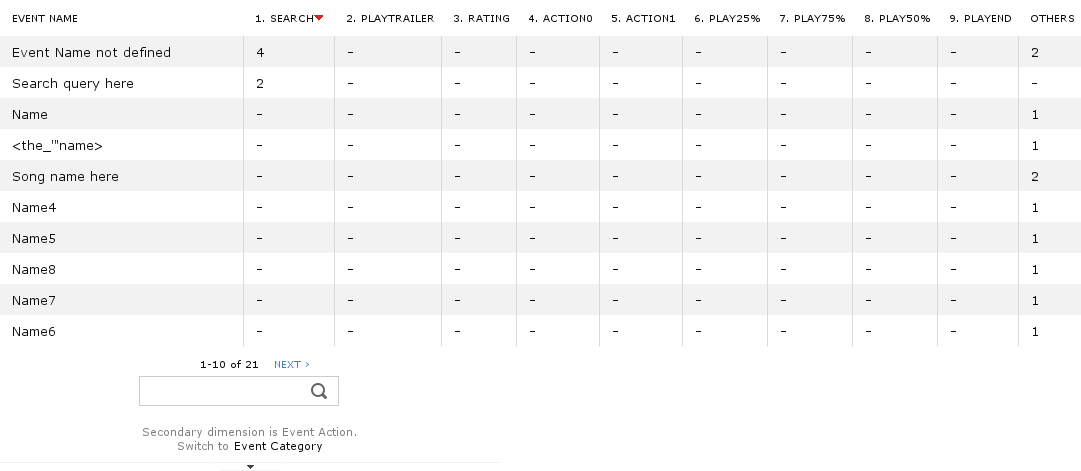 EVENT NAME 1. SEARCH 2. PLAYTRAILER 3. RATING 4. ACTION0 5. ACTION1 6. PLAY25% 7. PLAY75% 8. PLAY50% 9. PLAYEND OTHERS
Event Name not defined 4 - - - - - - - - 2
Search query here 2 - - - - - - - - -
Name - - - - - - - - - 1
<the_'"name> - - - - - - - - - 1
Song name here - - - - - - - - - 2
Name4 - - - - - - - - - 1
Name5 - - - - - - - - - 1
Name8 - - - - - - - - - 1
Name7 - - - - - - - - - 1
Name6 - - - - - - - - - 1
1-10 of 21 NEXT ›
Secondary dimension is Event Action.
Switch to Event Category